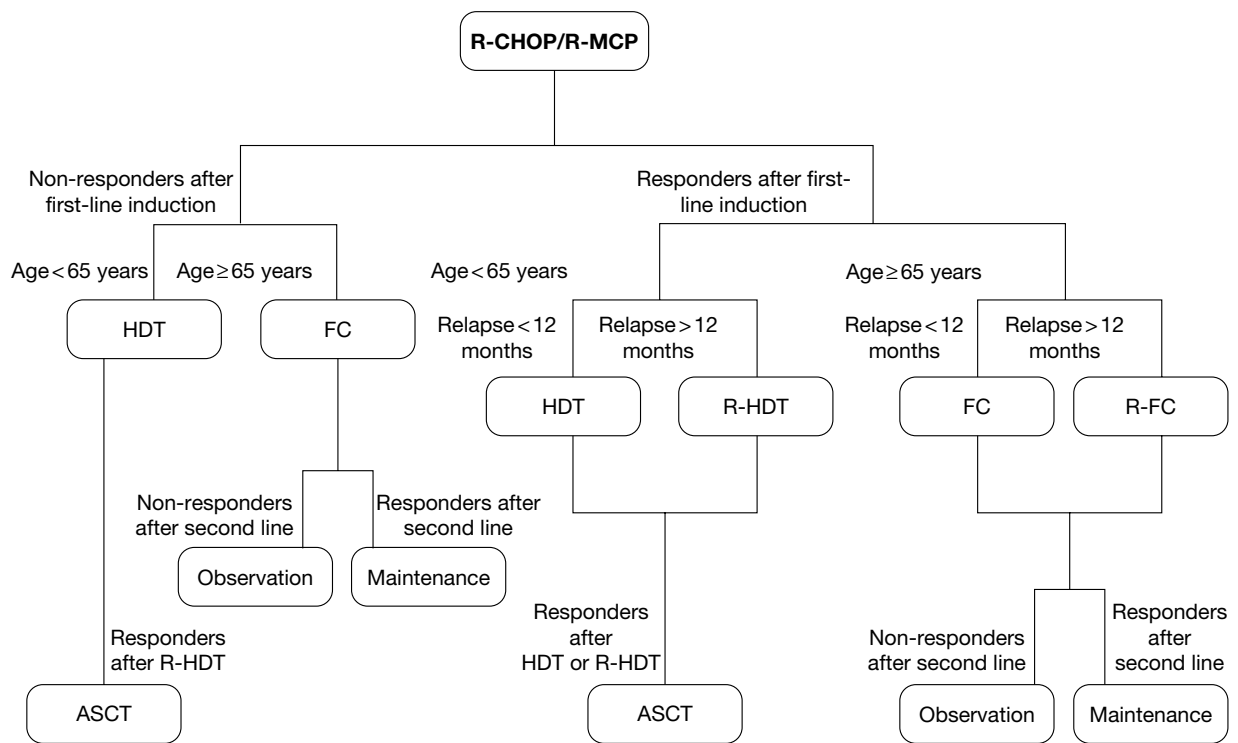 R-CHOP/R-MCP
Non-responders after
first-line induction
Responders after first-
line induction
Age<65 years
Age≥65 years
Age<65 years
Age≥65 years
HDT
FC
Relapse<12
months
Relapse>12
months
Relapse<12
months
Relapse>12
months
HDT
R-HDT
FC
R-FC
Non-responders
after second line
Responders after
second line
Observation
Maintenance
Responders
after R-HDT
Responders
after
HDT or R-HDT
Non-responders
after second line
Responders
after
second line
ASCT
ASCT
Observation
Maintenance